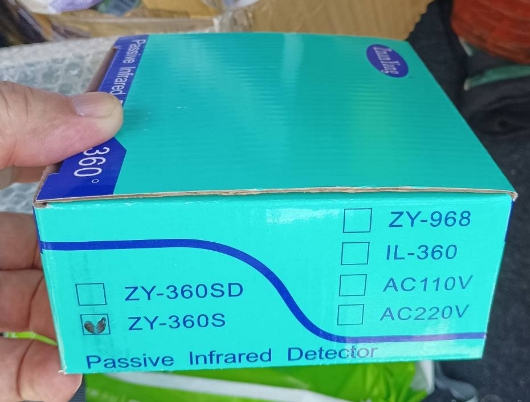 Passive Infrared
360°
ZY-968
IL-360
AC110V
AC220V
ZY-360SD
ZY-360S
Passive Infrared Detector